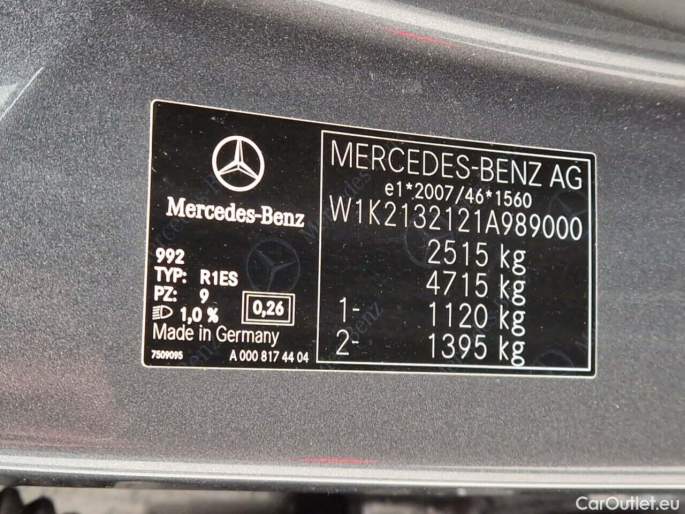 Mercedes-Benz
992
TYP: R1ES
PZ: 9
1,0 %
0,26
Made in Germany
7509095
A 000 817 44 04
MERCEDES-BENZ AG
e1*2007/46*1560
W1K2132121A989000
2515 kg
4715 kg
1- 1120 kg
2- 1395 kg
CarOutlet.eu